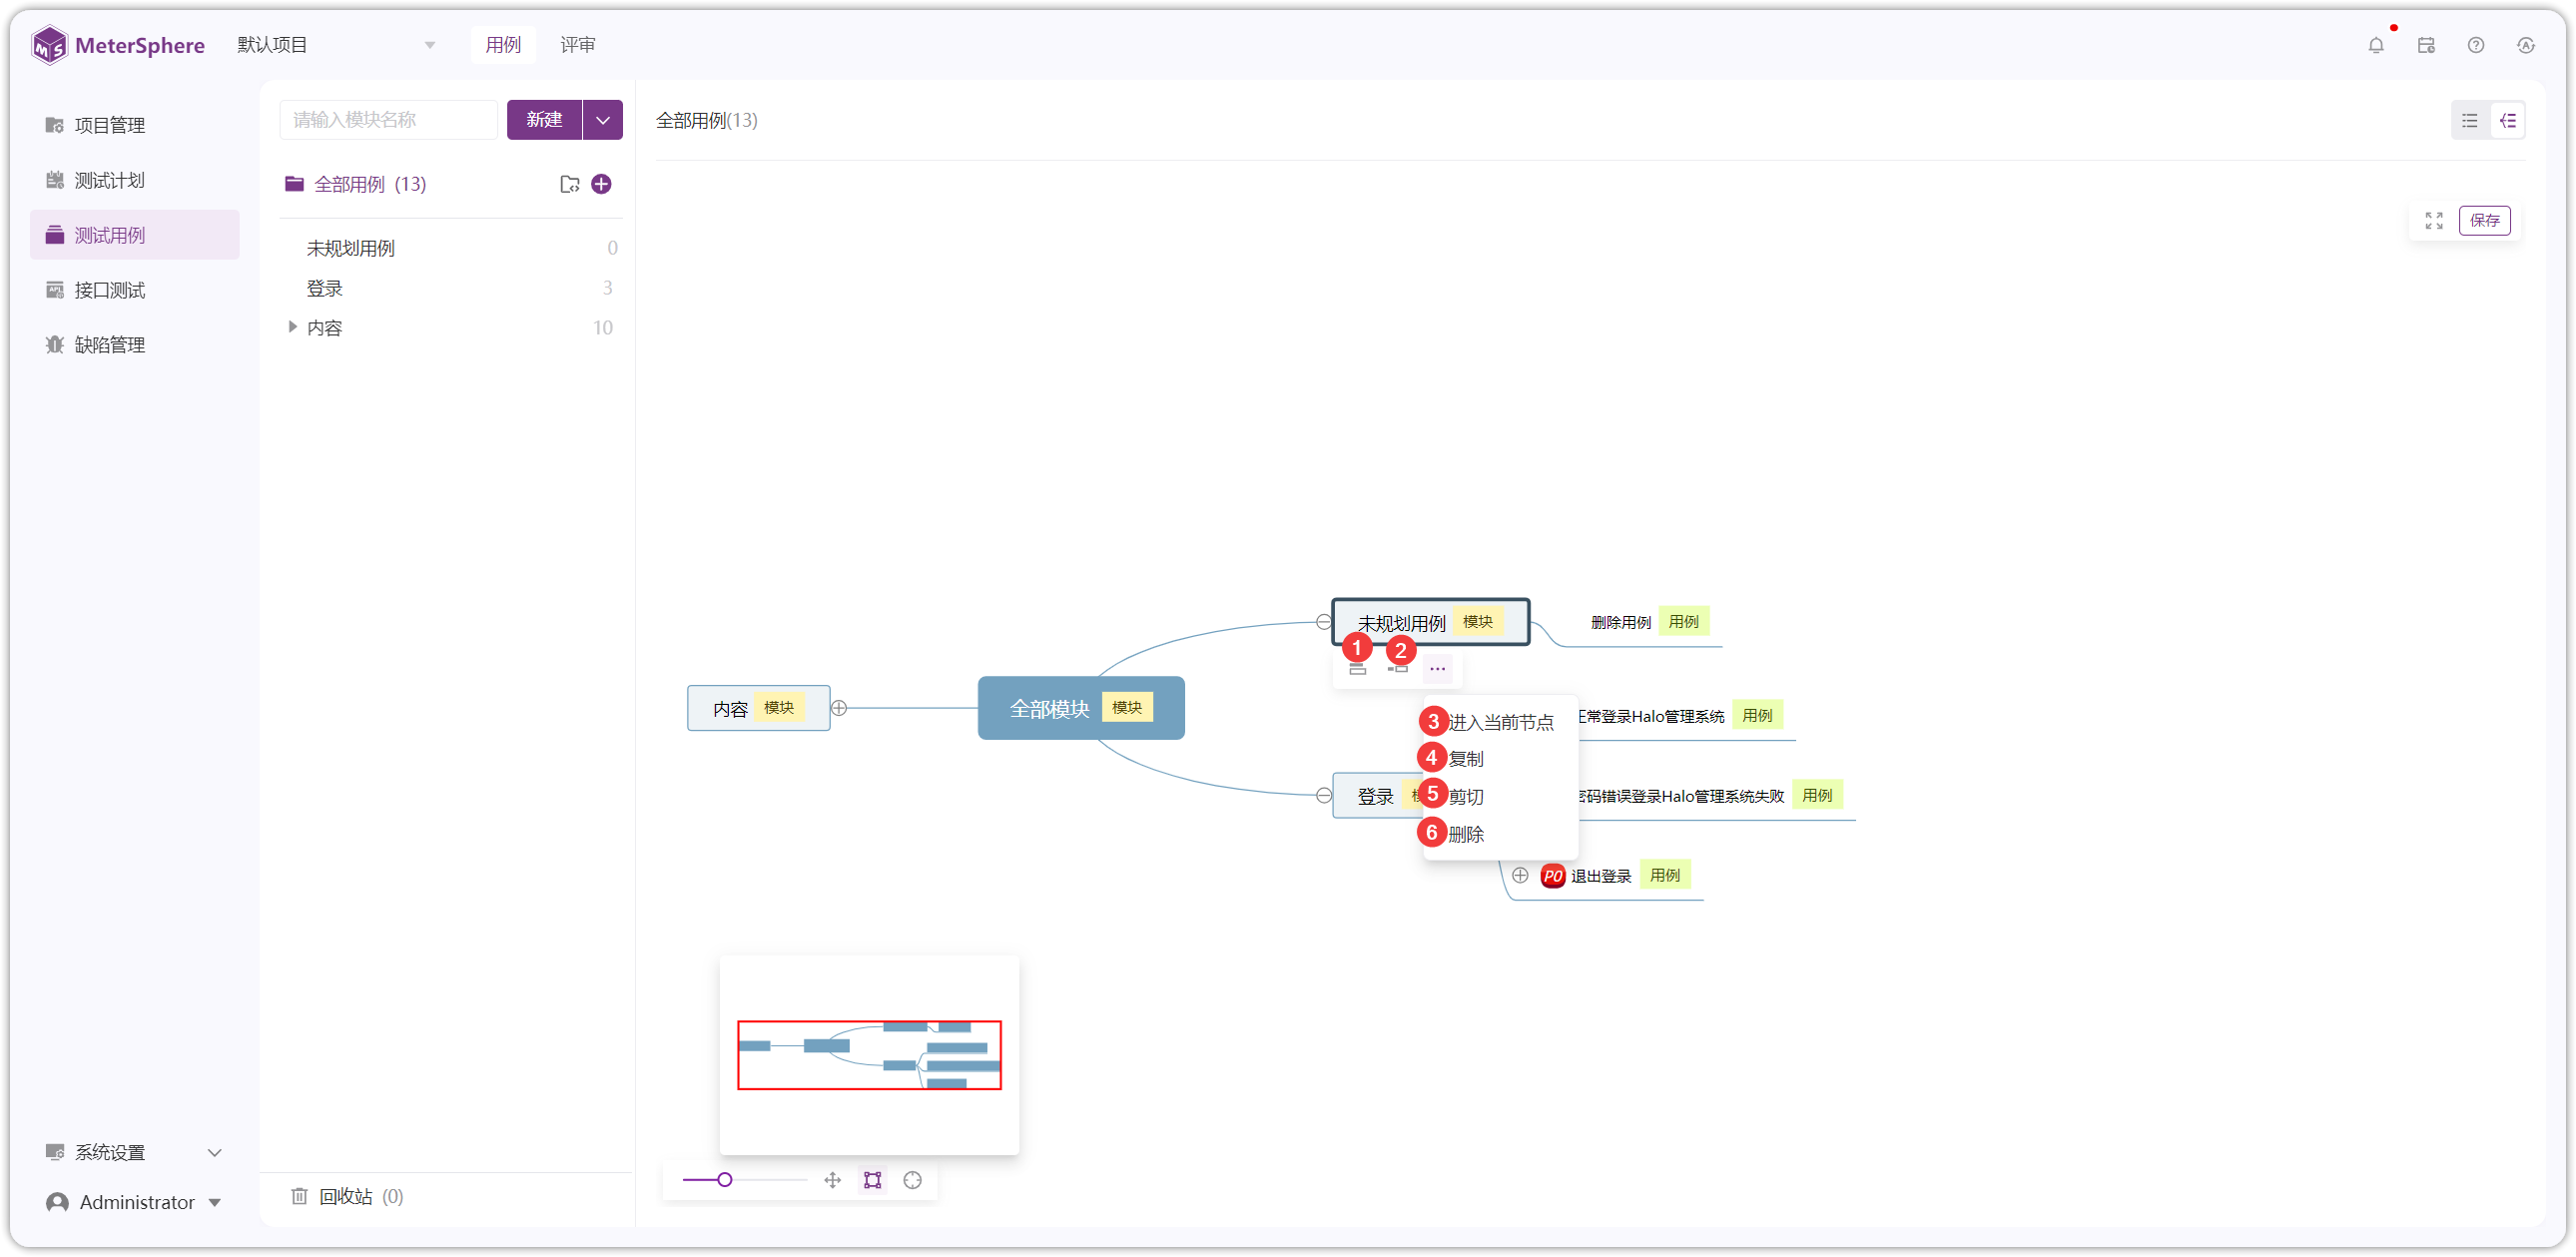 MeterSphere
默认项目
用例
评审
项目管理
测试计划
测试用例
接口测试
缺陷管理
系统设置
Administrator
请输入模块名称
新建
全部用例 (13)
未规划用例 0
登录 3
内容 10
回收站 (0)
全部用例(13)
保存
未规划用例 模块
删除用例 用例
1
2
内容 模块
全部模块 模块
3 进入当前节点
4 复制
5 剪切
6 删除
正常登录Halo管理系统 用例
登录
密码错误登录Halo管理系统失败 用例
P0 退出登录 用例